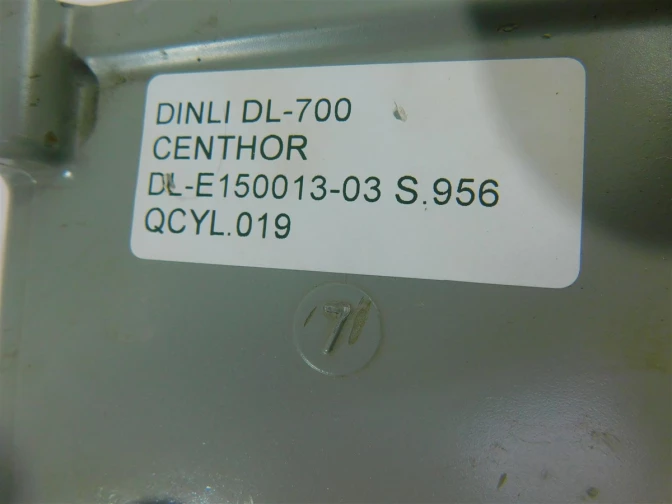 DINLI DL-700
CENTHOR
DL-E150013-03 S.956
QCYL.019